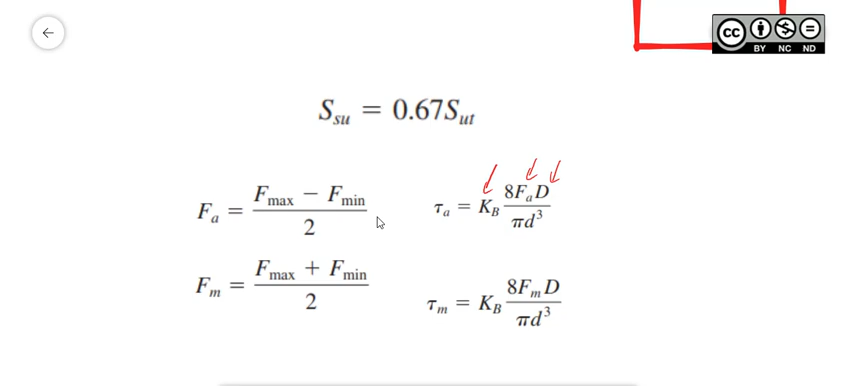 cc BY NC ND
S_su = 0.67S_ut
F_a = (F_max − F_min) / 2
τ_a = K_B 8F_a D / πd³
F_m = (F_max + F_min) / 2
τ_m = K_B 8F_m D / πd³